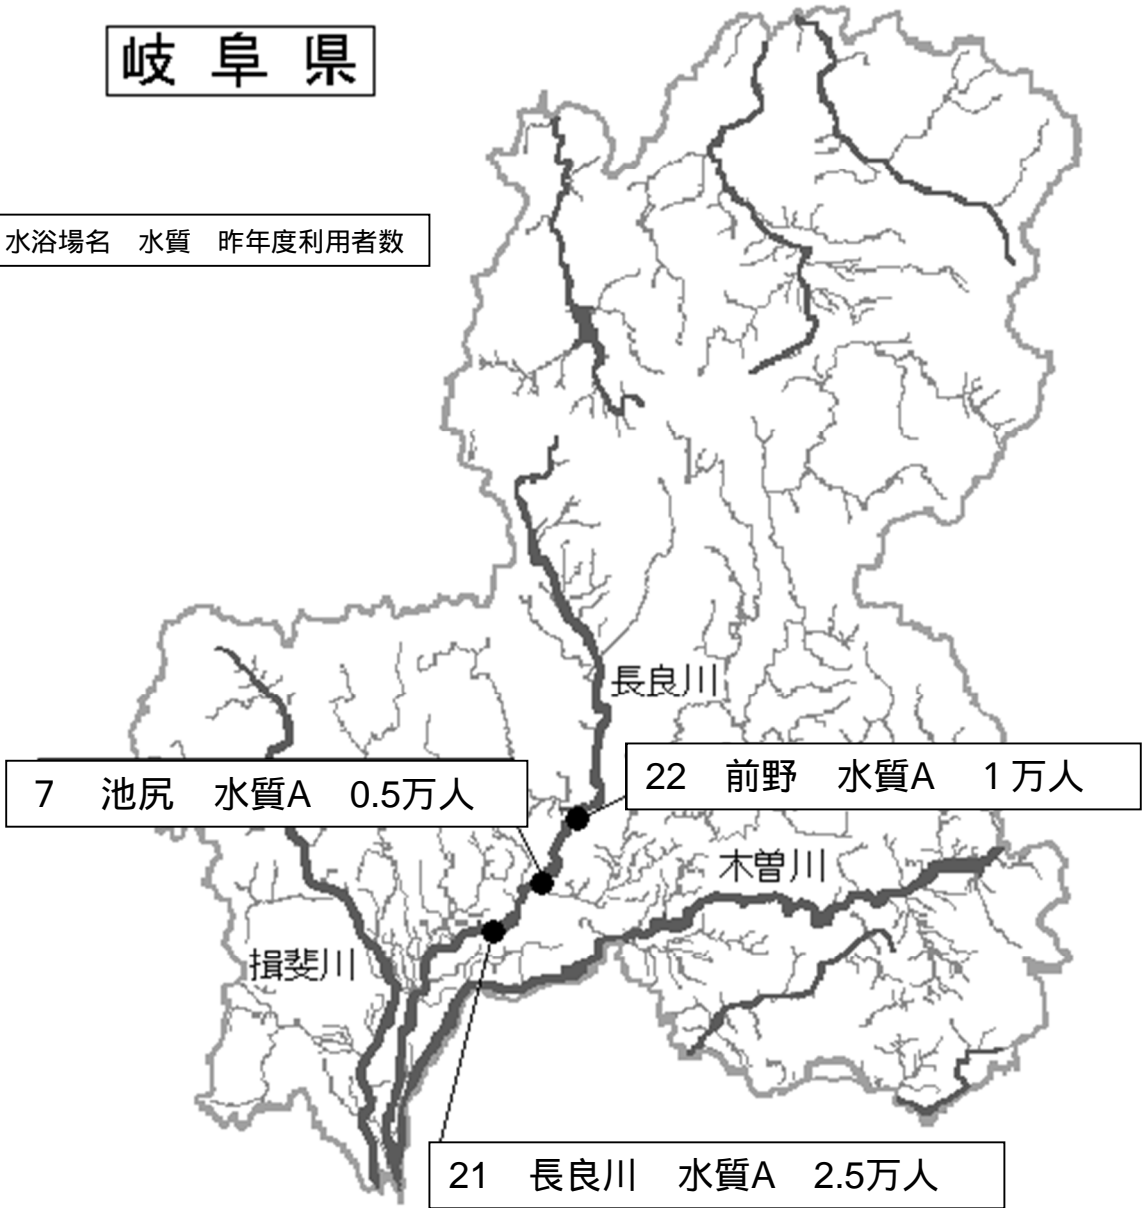 岐阜県
水浴場名　水質　昨年度利用者数
長良川
7　池尻　水質A　0.5万人
22　前野　水質A　１万人
木曽川
揖斐川
21　長良川　水質A　2.5万人